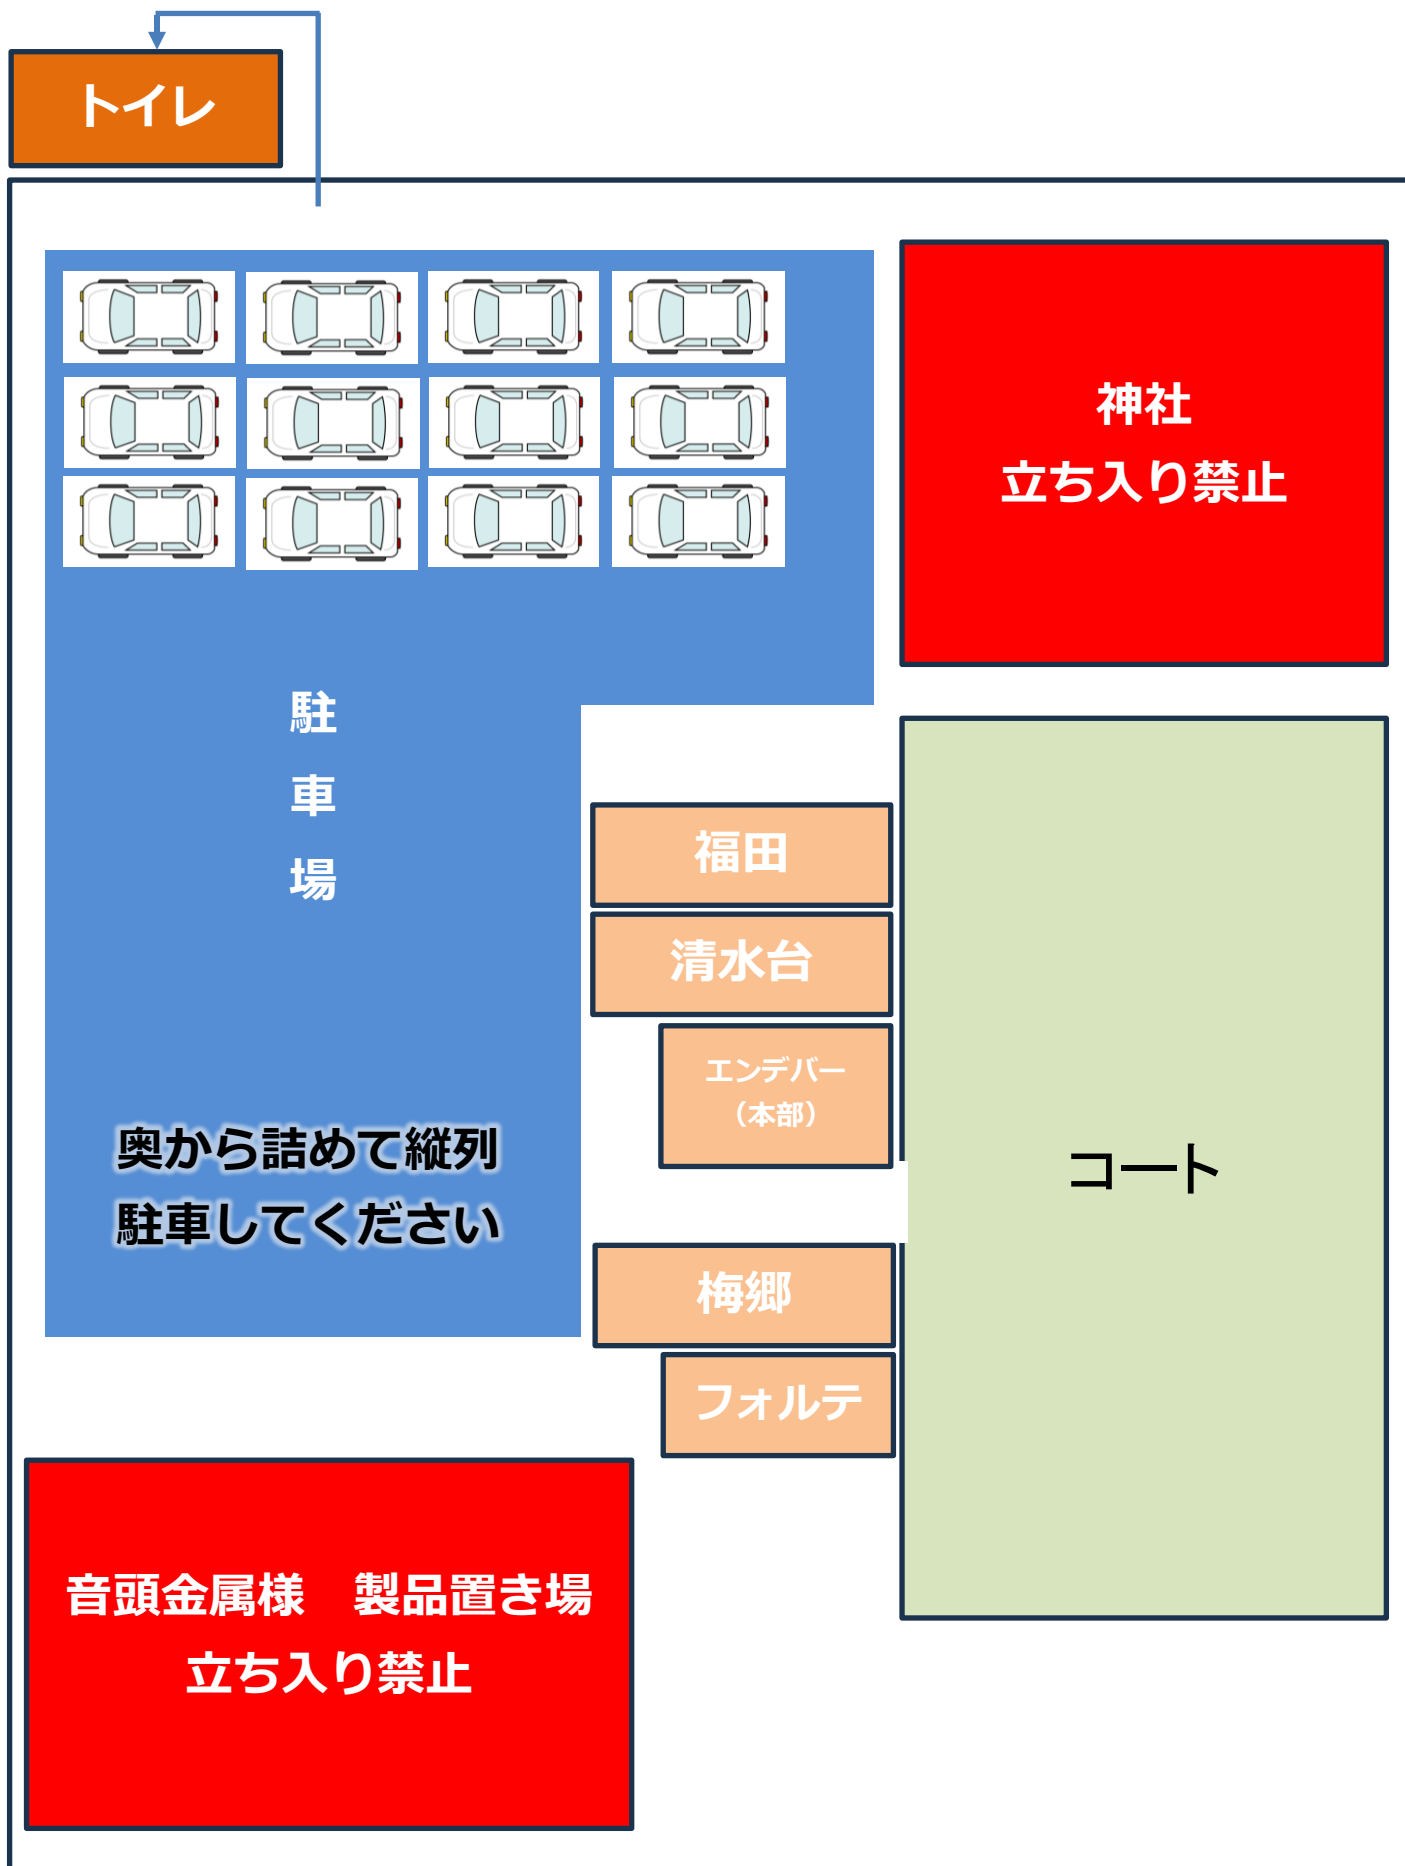 トイレ
神社
立ち入り禁止
駐
車
場
福田
清水台
エンデバー
（本部）
奥から詰めて縦列
駐車してください
コート
梅郷
フォルテ
音頭金属様　製品置き場
立ち入り禁止